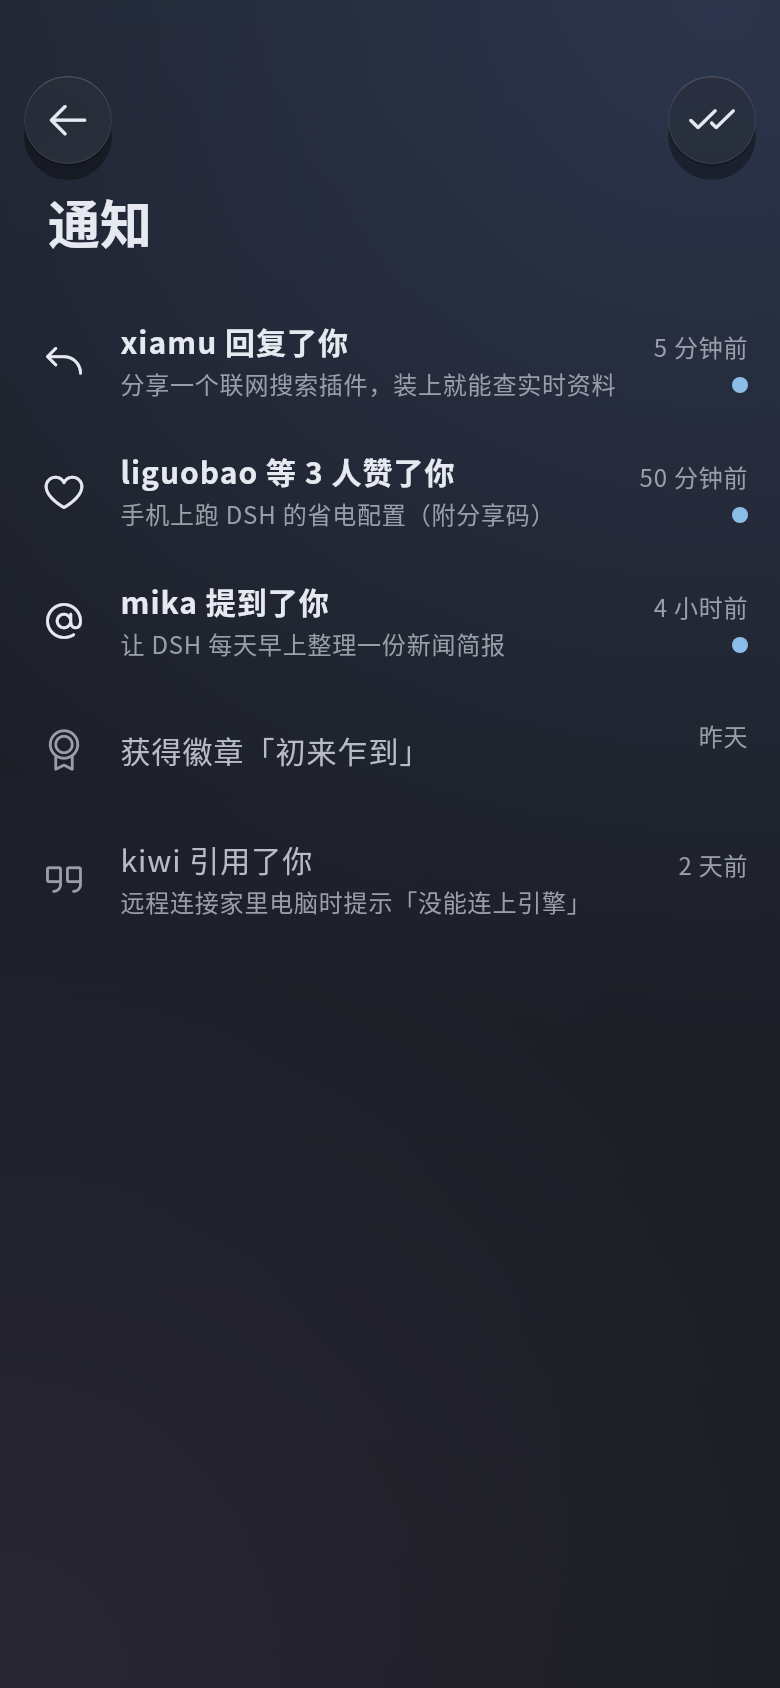 通知
xiamu 回复了你
5 分钟前
分享一个联网搜索插件，装上就能查实时资料
liguobao 等 3 人赞了你
50 分钟前
手机上跑 DSH 的省电配置（附分享码）
mika 提到了你
4 小时前
让 DSH 每天早上整理一份新闻简报
获得徽章「初来乍到」
昨天
kiwi 引用了你
2 天前
远程连接家里电脑时提示「没能连上引擎」